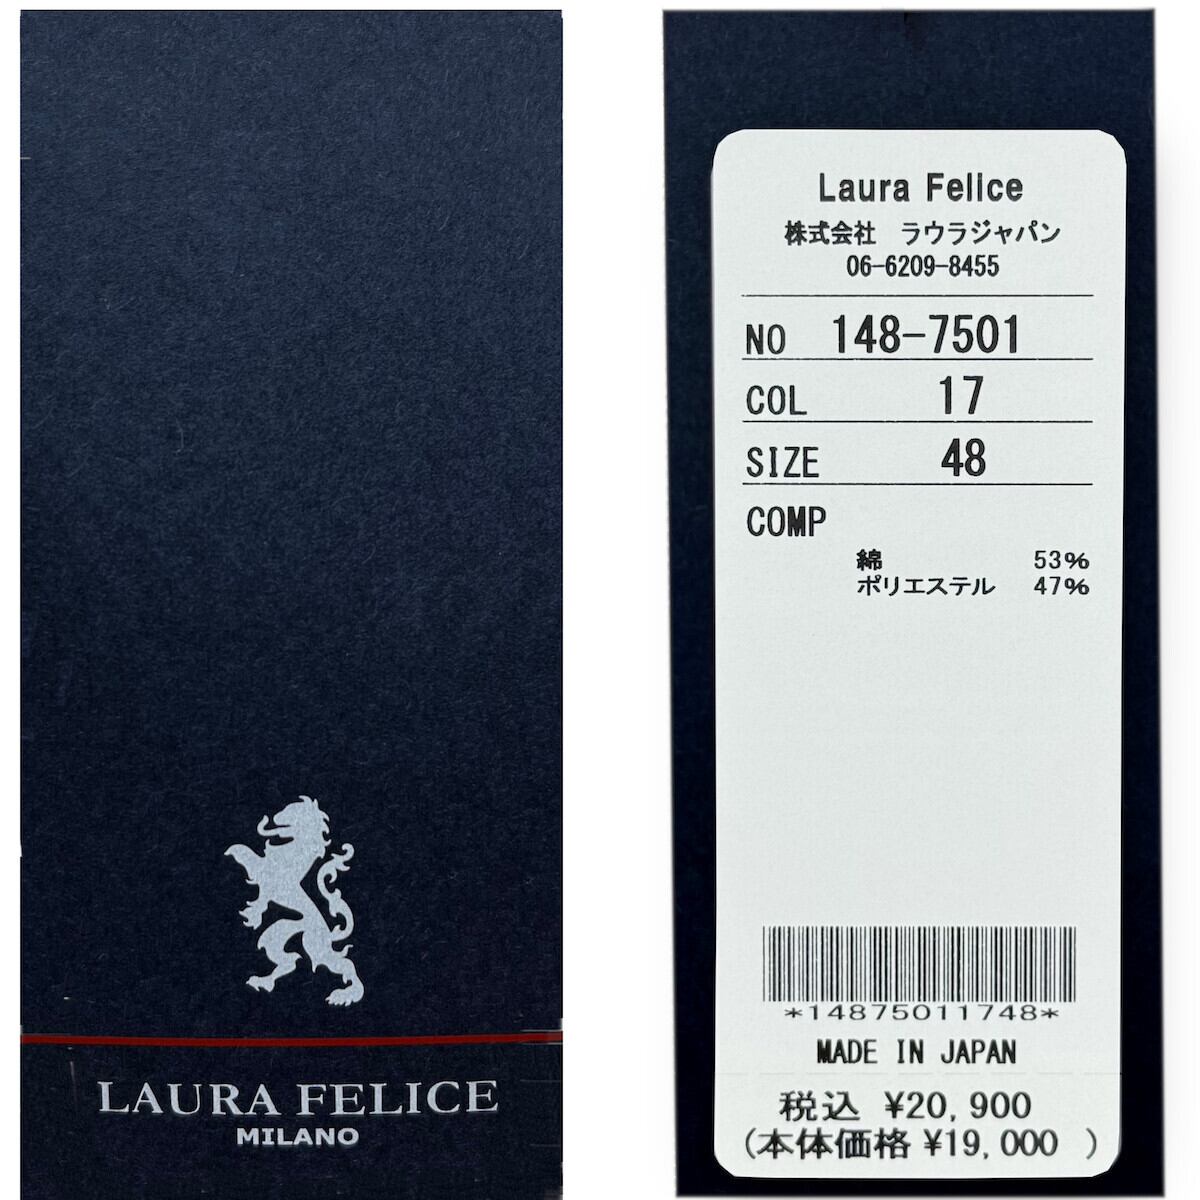 LAURA FELICE
MILANO
Laura Felice
株式会社　ラウラジャパン
06-6209-8455
NO 148-7501
COL 17
SIZE 48
COMP
綿 53%
ポリエステル 47%
*14875011748*
MADE IN JAPAN
税込 ¥20,900
(本体価格 ¥19,000 )